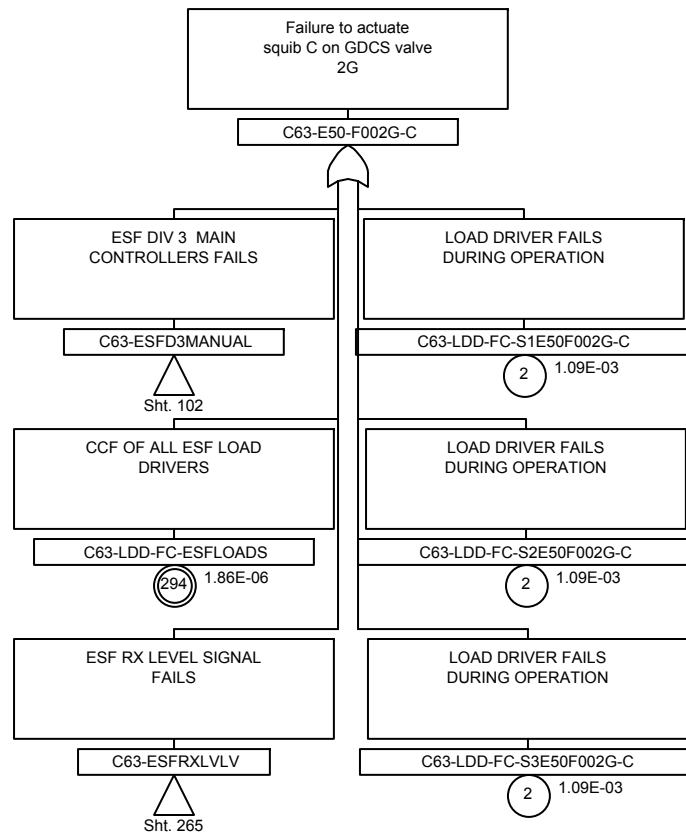 Failure to actuate
squib C on GDCS valve
2G
C63-E50-F002G-C
ESF DIV 3 MAIN
CONTROLLERS FAILS
C63-ESFD3MANUAL
Sht. 102
LOAD DRIVER FAILS
DURING OPERATION
C63-LDD-FC-S1E50F002G-C
2
1.09E-03
CCF OF ALL ESF LOAD
DRIVERS
C63-LDD-FC-ESFLOADS
294
1.86E-06
LOAD DRIVER FAILS
DURING OPERATION
C63-LDD-FC-S2E50F002G-C
2
1.09E-03
ESF RX LEVEL SIGNAL
FAILS
C63-ESFRXLVLV
Sht. 265
LOAD DRIVER FAILS
DURING OPERATION
C63-LDD-FC-S3E50F002G-C
2
1.09E-03